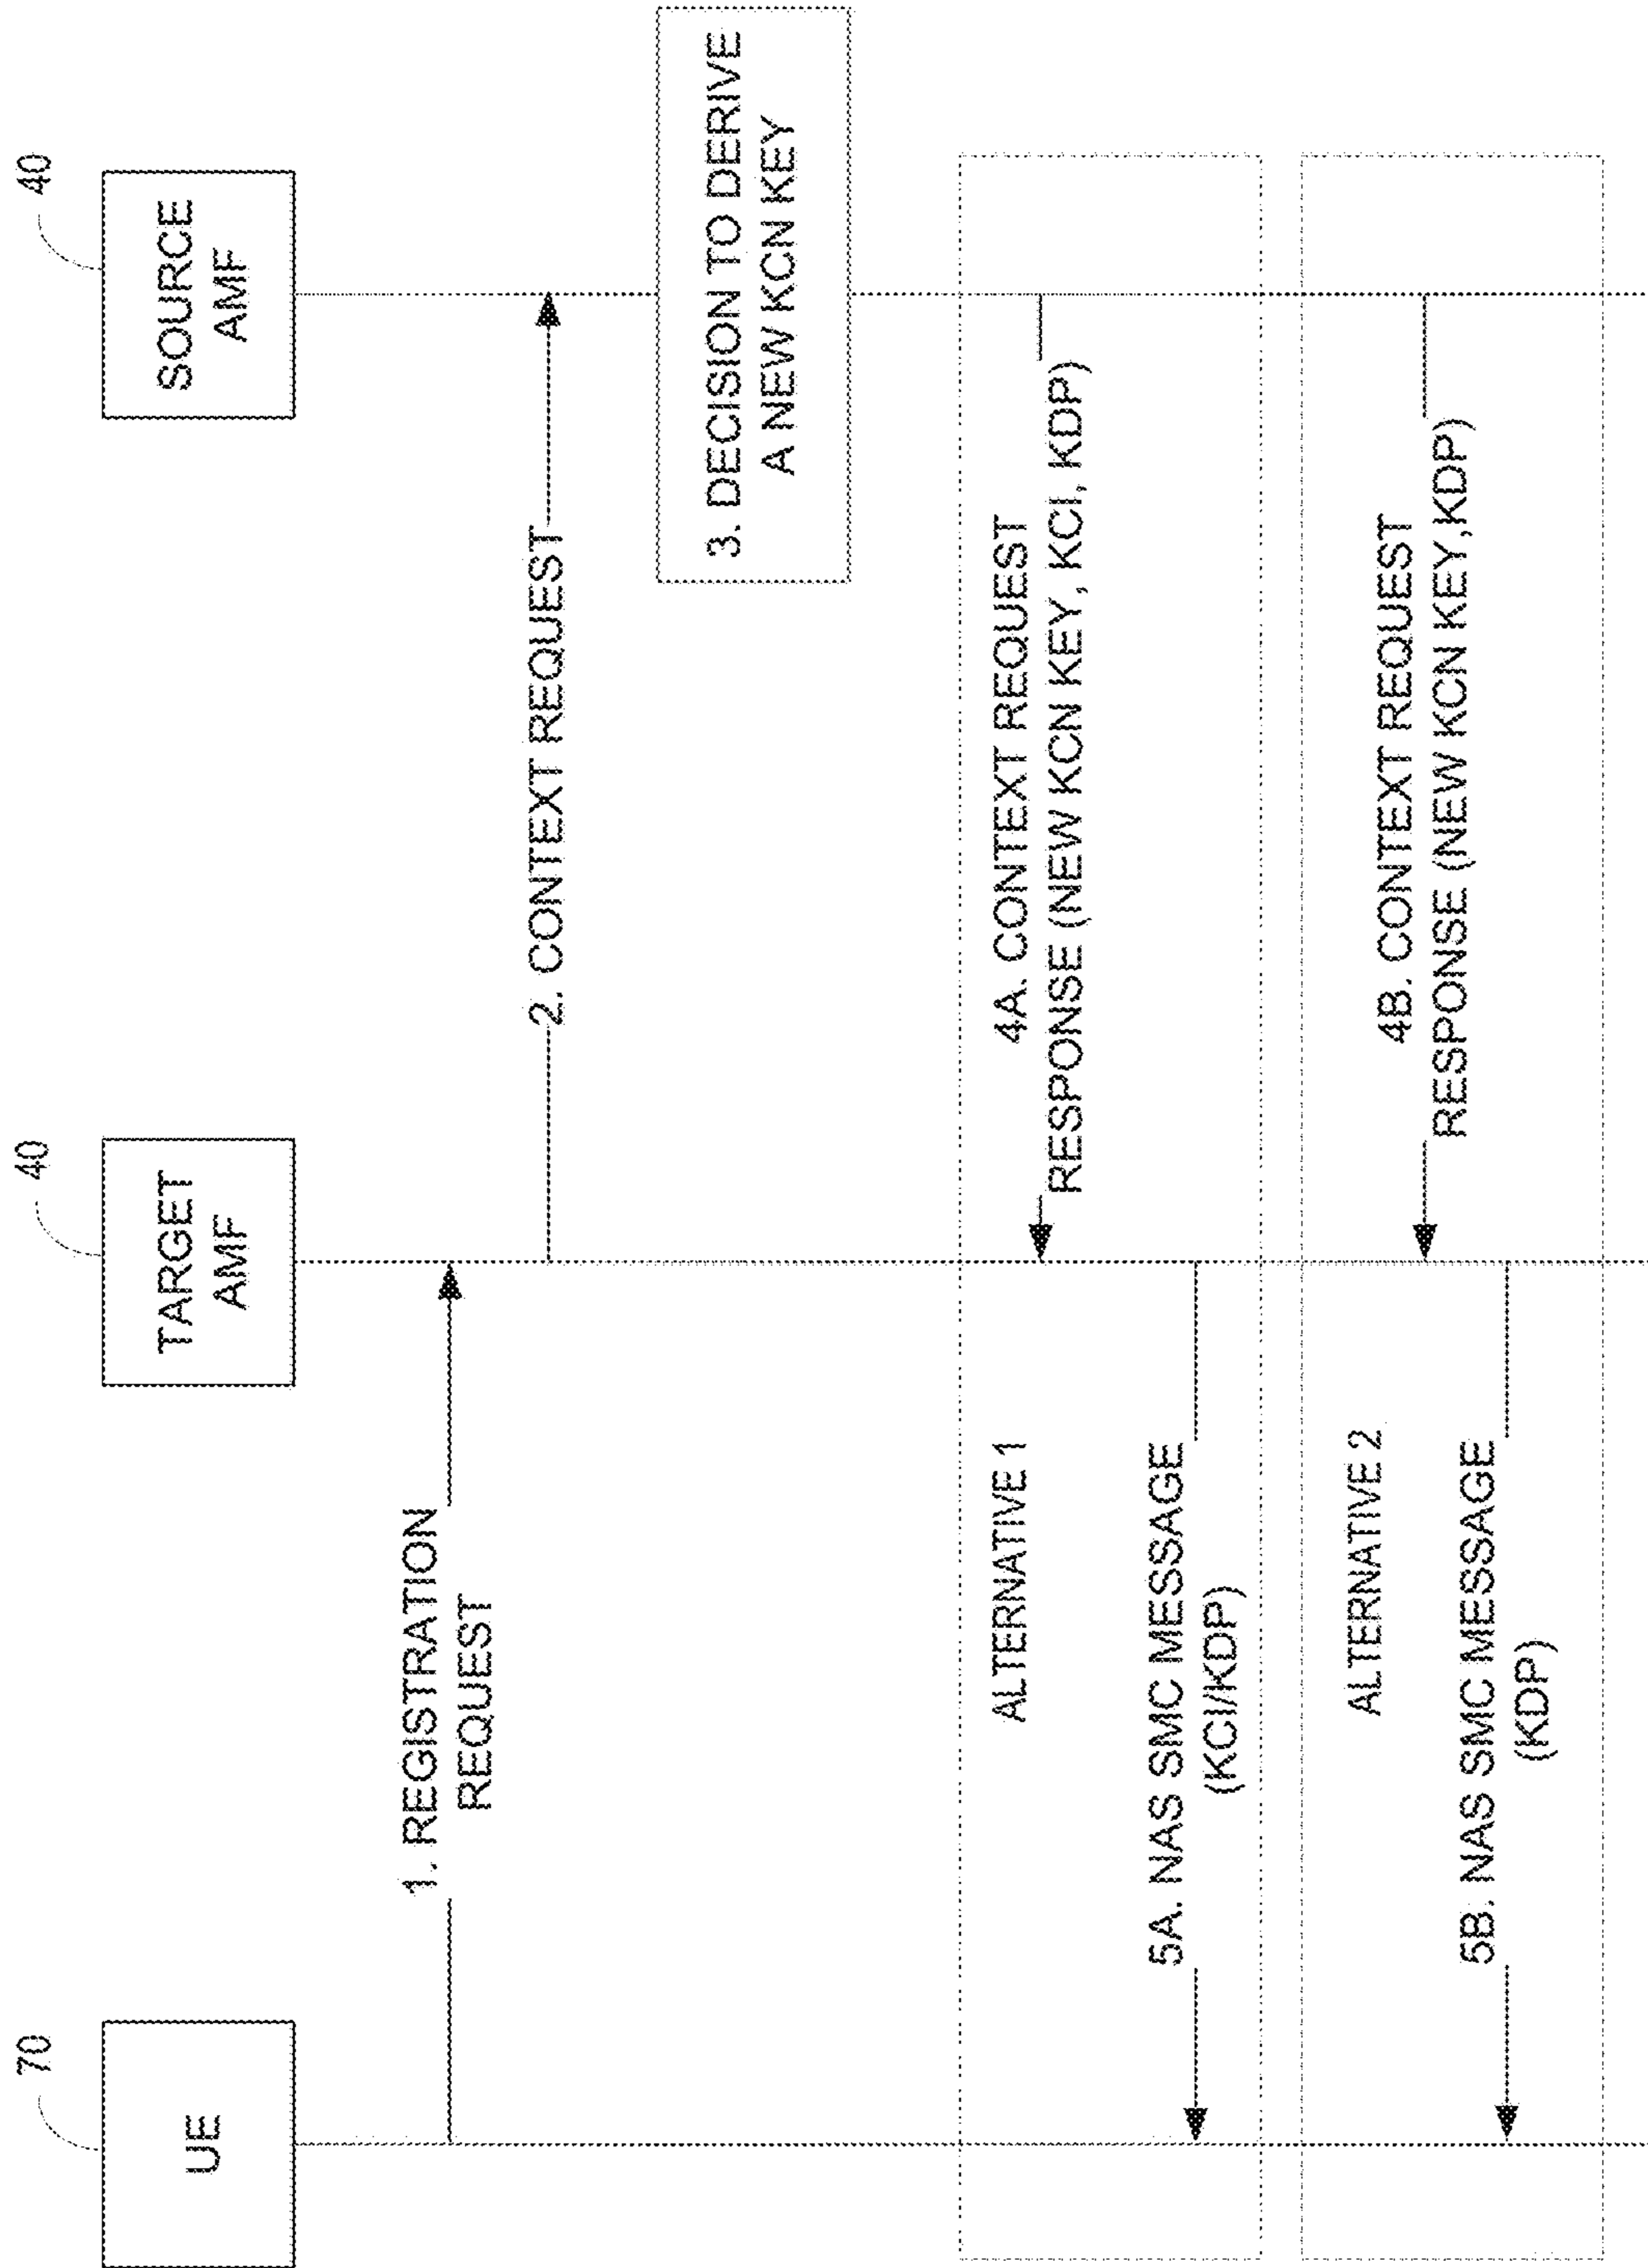 70
40
40
UE
TARGET
AMF
SOURCE
AMF
1. REGISTRATION
REQUEST
2. CONTEXT REQUEST
3. DECISION TO DERIVE
A NEW KCN KEY
ALTERNATIVE 1
4A. CONTEXT REQUEST
RESPONSE (NEW KCN KEY, KCI, KDP)
5A. NAS SMC MESSAGE
(KCI/KDP)
ALTERNATIVE 2
4B. CONTEXT REQUEST
RESPONSE (NEW KCN KEY,KDP)
5B. NAS SMC MESSAGE
(KDP)